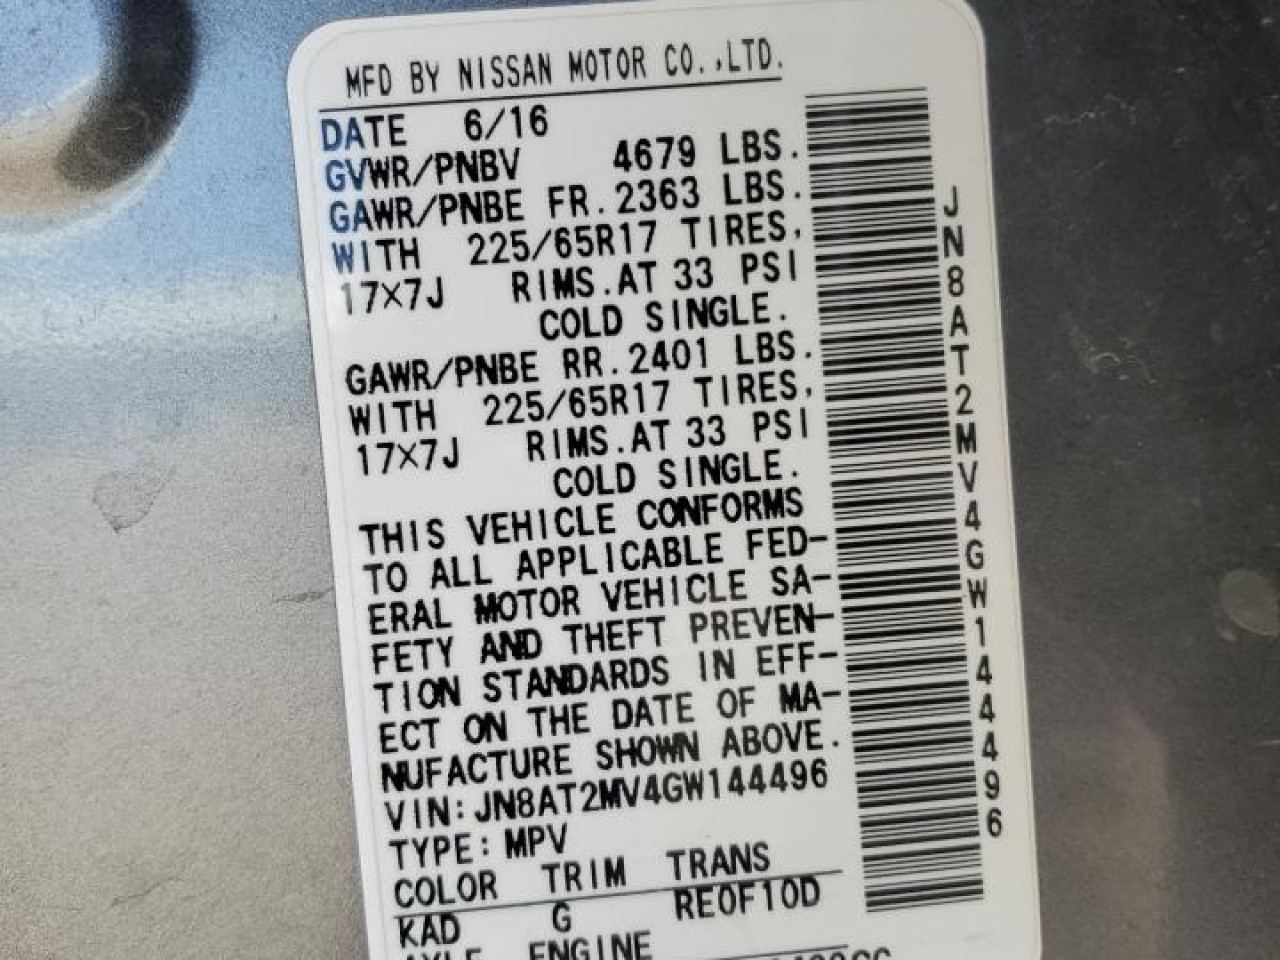 MFD BY NISSAN MOTOR CO.,LTD.
DATE 6/16
GVWR/PNBV 4679 LBS.
GAWR/PNBE FR.2363 LBS.
WITH 225/65R17 TIRES,
17×7J RIMS.AT 33 PSI
COLD SINGLE.
GAWR/PNBE RR.2401 LBS.
WITH 225/65R17 TIRES,
17×7J RIMS.AT 33 PSI
COLD SINGLE.
THIS VEHICLE CONFORMS
TO ALL APPLICABLE FED-
ERAL MOTOR VEHICLE SA-
FETY AND THEFT PREVEN-
TION STANDARDS IN EFF-
ECT ON THE DATE OF MA-
NUFACTURE SHOWN ABOVE.
VIN:JN8AT2MV4GW144496
TYPE:MPV
COLOR TRIM TRANS
KAD G RE0F10D
AXLE ENGINE
JN8AT2MV4GW144496